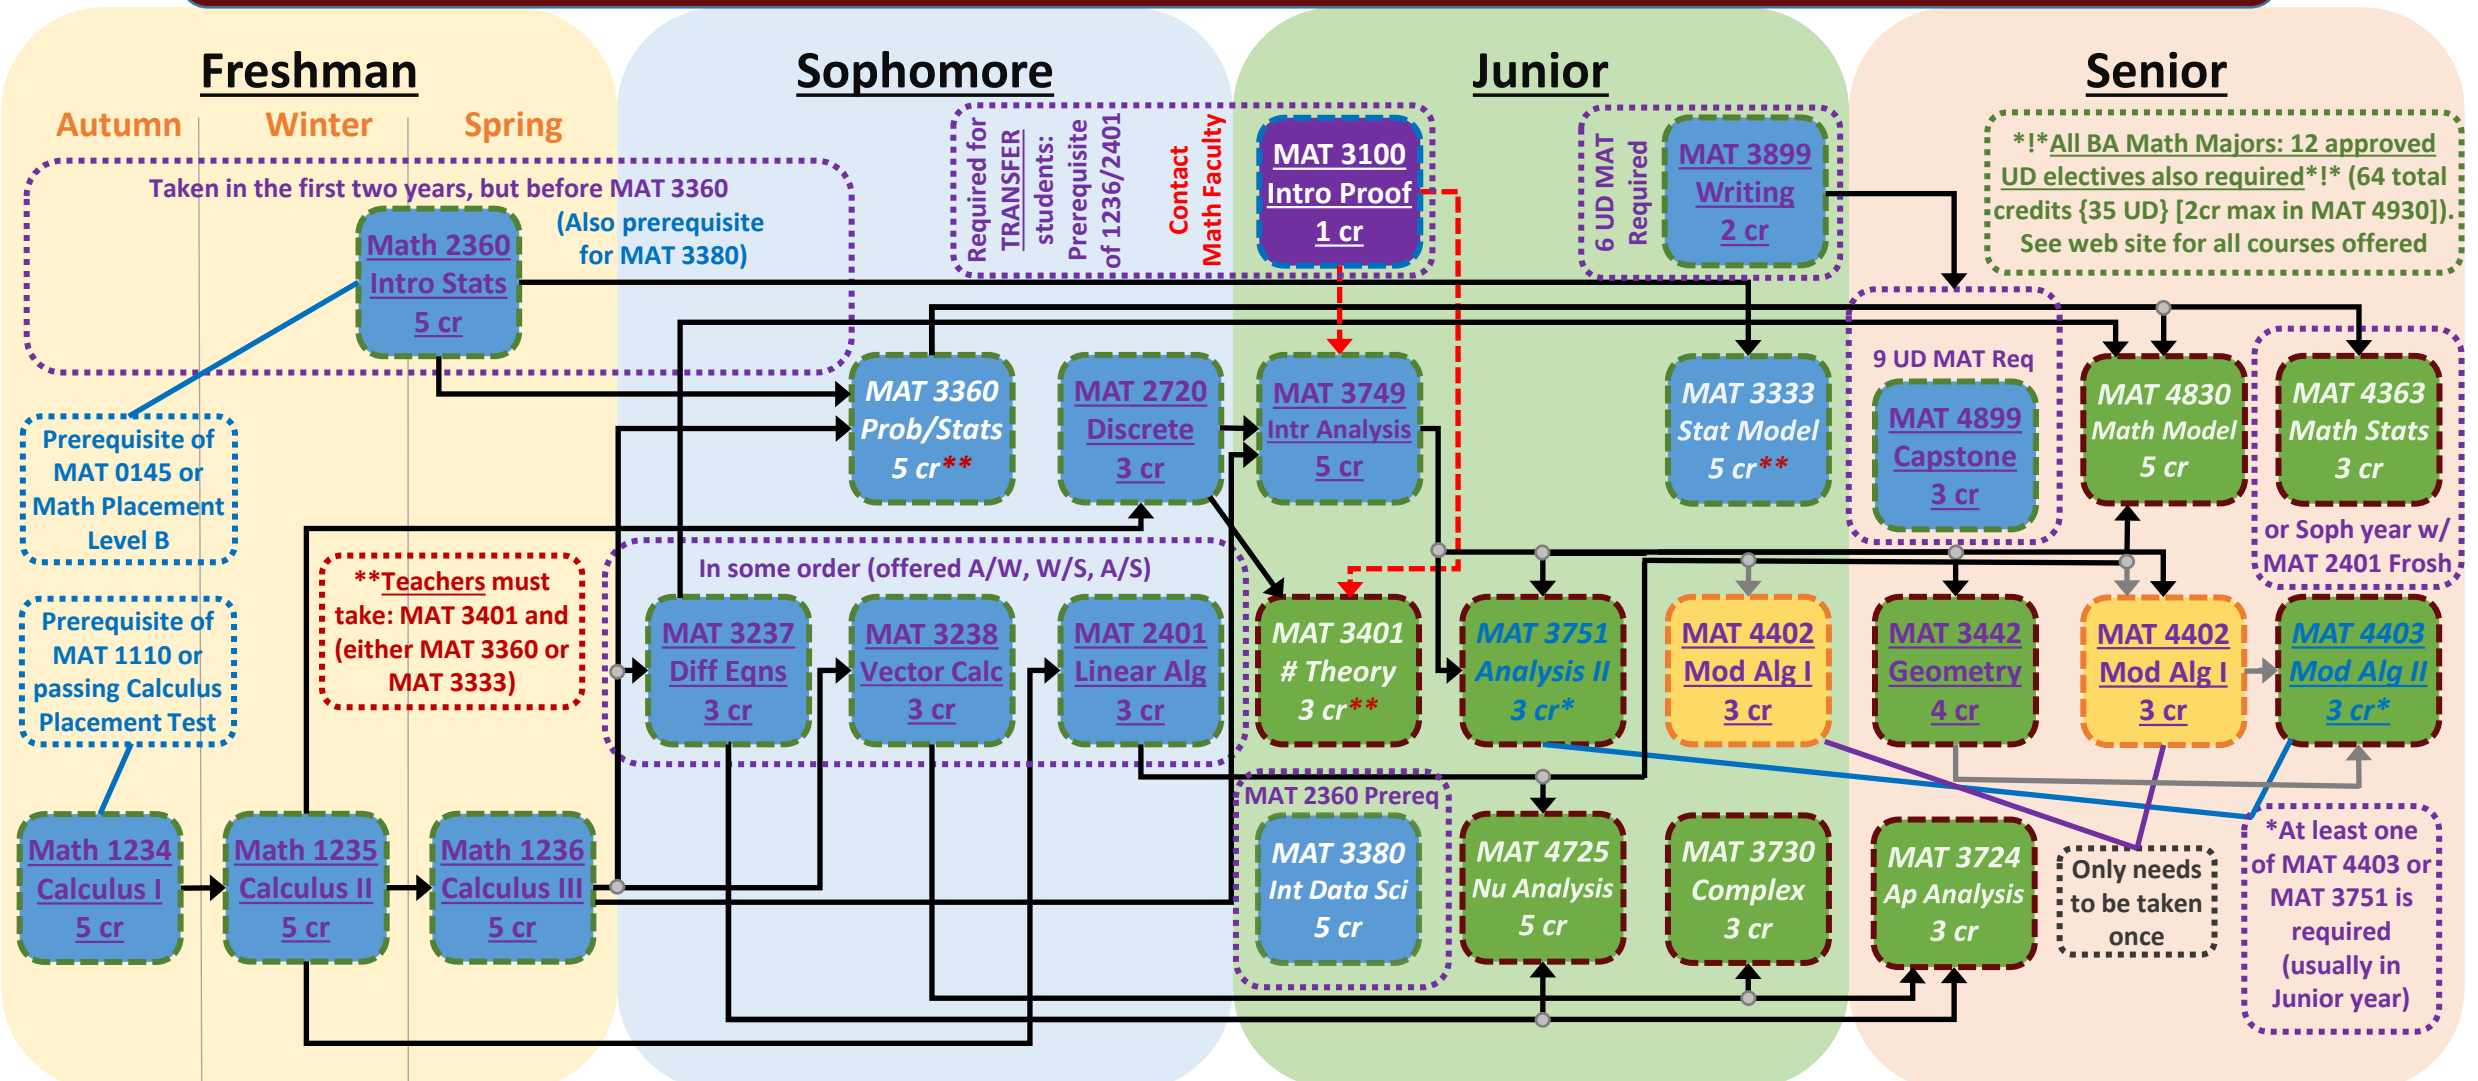 Freshman
Sophomore
Junior
Senior
Autumn
Winter
Spring
Taken in the first two years, but before MAT 3360
(Also prerequisite
for MAT 3380)
Math 2360
Intro Stats
5 cr
Required for
TRANSFER
students:
Prerequisite
of 1236/2401
Contact
Math Faculty
MAT 3100
Intro Proof
1 cr
6 UD MAT
Required
MAT 3899
Writing
2 cr
*!*All BA Math Majors: 12 approved
UD electives also required*!* (64 total
credits {35 UD} [2cr max in MAT 4930]).
See web site for all courses offered
Prerequisite of
MAT 0145 or
Math Placement
Level B
MAT 3360
Prob/Stats
5 cr**
MAT 2720
Discrete
3 cr
MAT 3749
Intr Analysis
5 cr
MAT 3333
Stat Model
5 cr**
9 UD MAT Req
MAT 4899
Capstone
3 cr
MAT 4830
Math Model
5 cr
MAT 4363
Math Stats
3 cr
or Soph year w/
MAT 2401 Frosh
Prerequisite of
MAT 1110 or
passing Calculus
Placement Test
**Teachers must
take: MAT 3401 and
(either MAT 3360 or
MAT 3333)
In some order (offered A/W, W/S, A/S)
MAT 3237
Diff Eqns
3 cr
MAT 3238
Vector Calc
3 cr
MAT 2401
Linear Alg
3 cr
MAT 3401
# Theory
3 cr**
MAT 3751
Analysis II
3 cr*
MAT 4402
Mod Alg I
3 cr
MAT 3442
Geometry
4 cr
MAT 4402
Mod Alg I
3 cr
MAT 4403
Mod Alg II
3 cr*
Math 1234
Calculus I
5 cr
Math 1235
Calculus II
5 cr
Math 1236
Calculus III
5 cr
MAT 2360 Prereq
MAT 3380
Int Data Sci
5 cr
MAT 4725
Nu Analysis
5 cr
MAT 3730
Complex
3 cr
MAT 3724
Ap Analysis
3 cr
Only needs
to be taken
once
*At least one
of MAT 4403 or
MAT 3751 is
required
(usually in
Junior year)